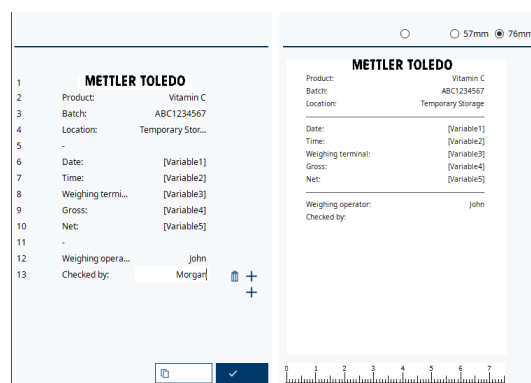 57mm 76mm
1 METTLER TOLEDO
2 Product: Vitamin C
3 Batch: ABC1234567
4 Location: Temporary Stor...
5 -
6 Date: [Variable1]
7 Time: [Variable2]
8 Weighing termi... [Variable3]
9 Gross: [Variable4]
10 Net: [Variable5]
11 -
12 Weighing opera... John
13 Checked by: Morgan
METTLER TOLEDO
Product: Vitamin C
Batch: ABC1234567
Location: Temporary Storage
Date: [Variable1]
Time: [Variable2]
Weighing terminal: [Variable3]
Gross: [Variable4]
Net: [Variable5]
Weighing operator: John
Checked by:
0 1 2 3 4 5 6 7